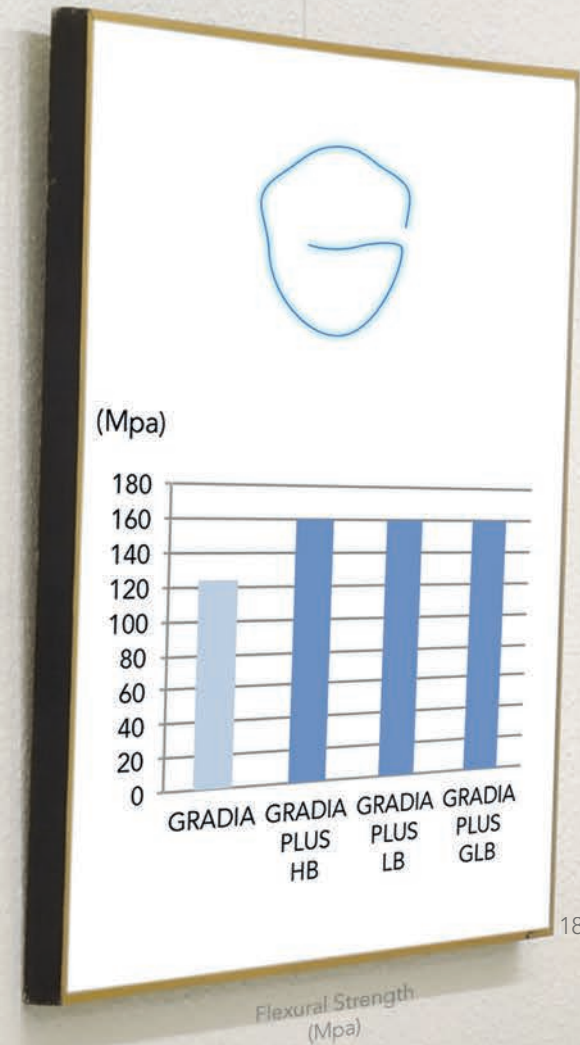 (Mpa)
180
160
140
120
100
80
60
40
20
0
GRADIA
GRADIA
PLUS
HB
GRADIA
PLUS
LB
GRADIA
PLUS
GLB
18
Flexural Strength
(Mpa)